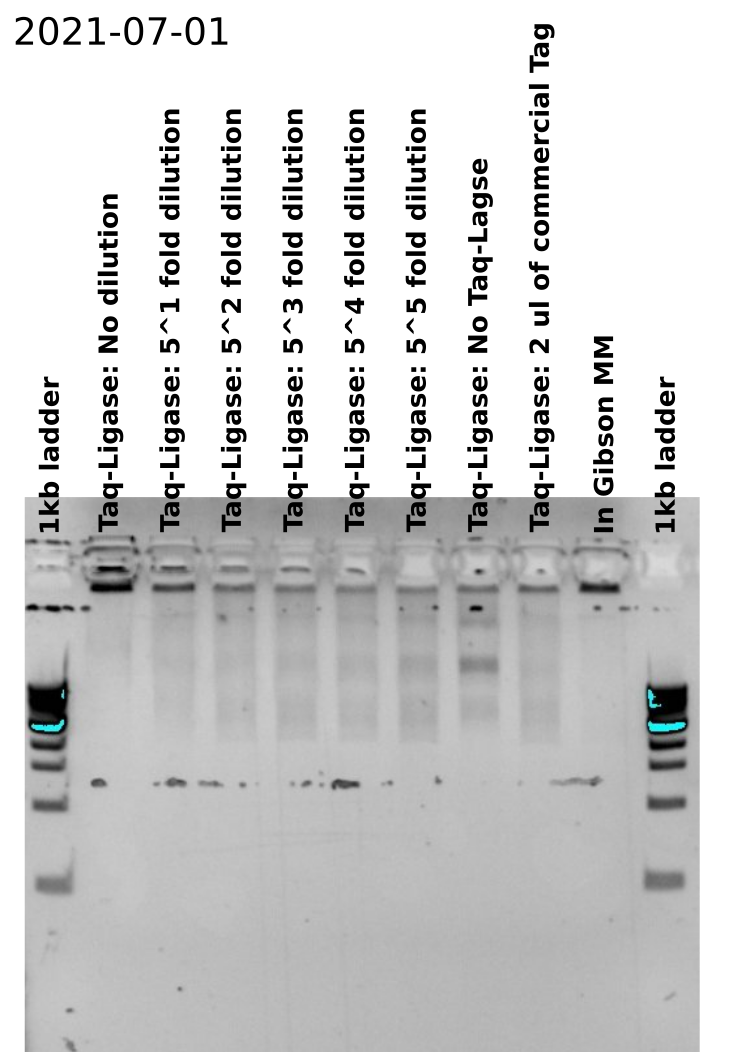 2021-07-01
1kb ladder
Taq-Ligase: No dilution
Taq-Ligase: 5^1 fold dilution
Taq-Ligase: 5^2 fold dilution
Taq-Ligase: 5^3 fold dilution
Taq-Ligase: 5^4 fold dilution
Taq-Ligase: 5^5 fold dilution
Taq-Ligase: No Taq-Lagse
Taq-Ligase: 2 ul of commercial Tag
In Gibson MM
1kb ladder